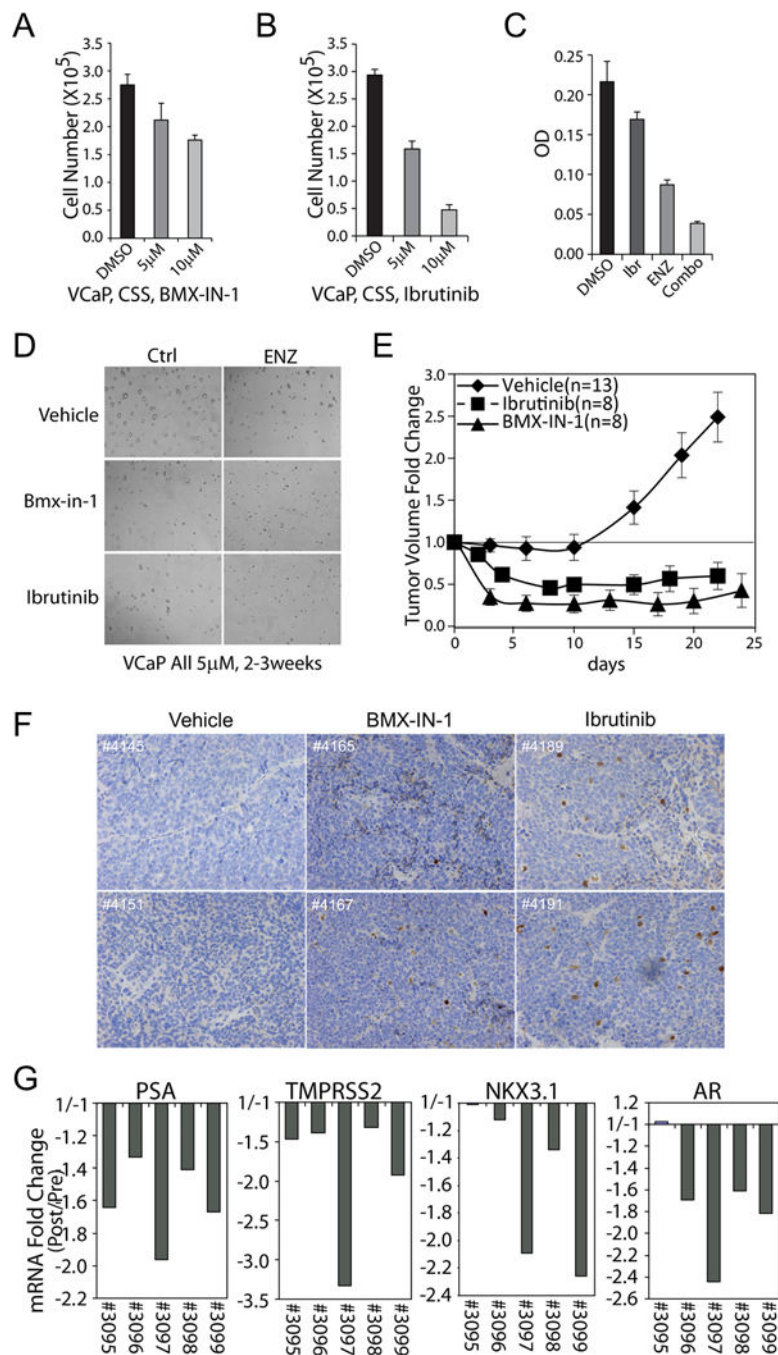 A
Cell Number (X10^5)
3.5
3.0
2.5
2.0
1.5
1.0
0.5
0.0
DMSO
5µM
10µM
VCaP, CSS, BMX-IN-1
B
Cell Number (X10^5)
3.5
3.0
2.5
2.0
1.5
1.0
0.5
0.0
DMSO
5µM
10µM
VCaP, CSS, Ibrutinib
C
OD
0.25
0.20
0.15
0.10
0.05
0.00
DMSO
Ibr
ENZ
Combo
D
Ctrl ENZ
Vehicle
Bmx-in-1
Ibrutinib
VCaP All 5µM, 2-3weeks
E
Tumor Volume Fold Change
3.0
2.5
2.0
1.5
1.0
0.5
0.0
Vehicle(n=13)
Ibrutinib(n=8)
BMX-IN-1(n=8)
0 5 10 15 20 25
days
F
Vehicle BMX-IN-1 Ibrutinib
#4145 #4165 #4189
#4151 #4167 #4191
G
mRNA Fold Change
(Post/Pre)
PSA
1/-1
-1.2
-1.4
-1.6
-1.8
-2.0
-2.2
#3095
#3096
#3097
#3098
#3099
TMPRSS2
1/-1
-1.5
-2.0
-2.5
-3.0
-3.5
#3095
#3096
#3097
#3098
#3099
NKX3.1
1/-1
-1.2
-1.4
-1.6
-1.8
-2.0
-2.2
-2.4
#3095
#3096
#3097
#3098
#3099
AR
1.2
1/-1
-1.2
-1.4
-1.6
-1.8
-2.0
-2.2
-2.4
-2.6
#3095
#3096
#3097
#3098
#3099